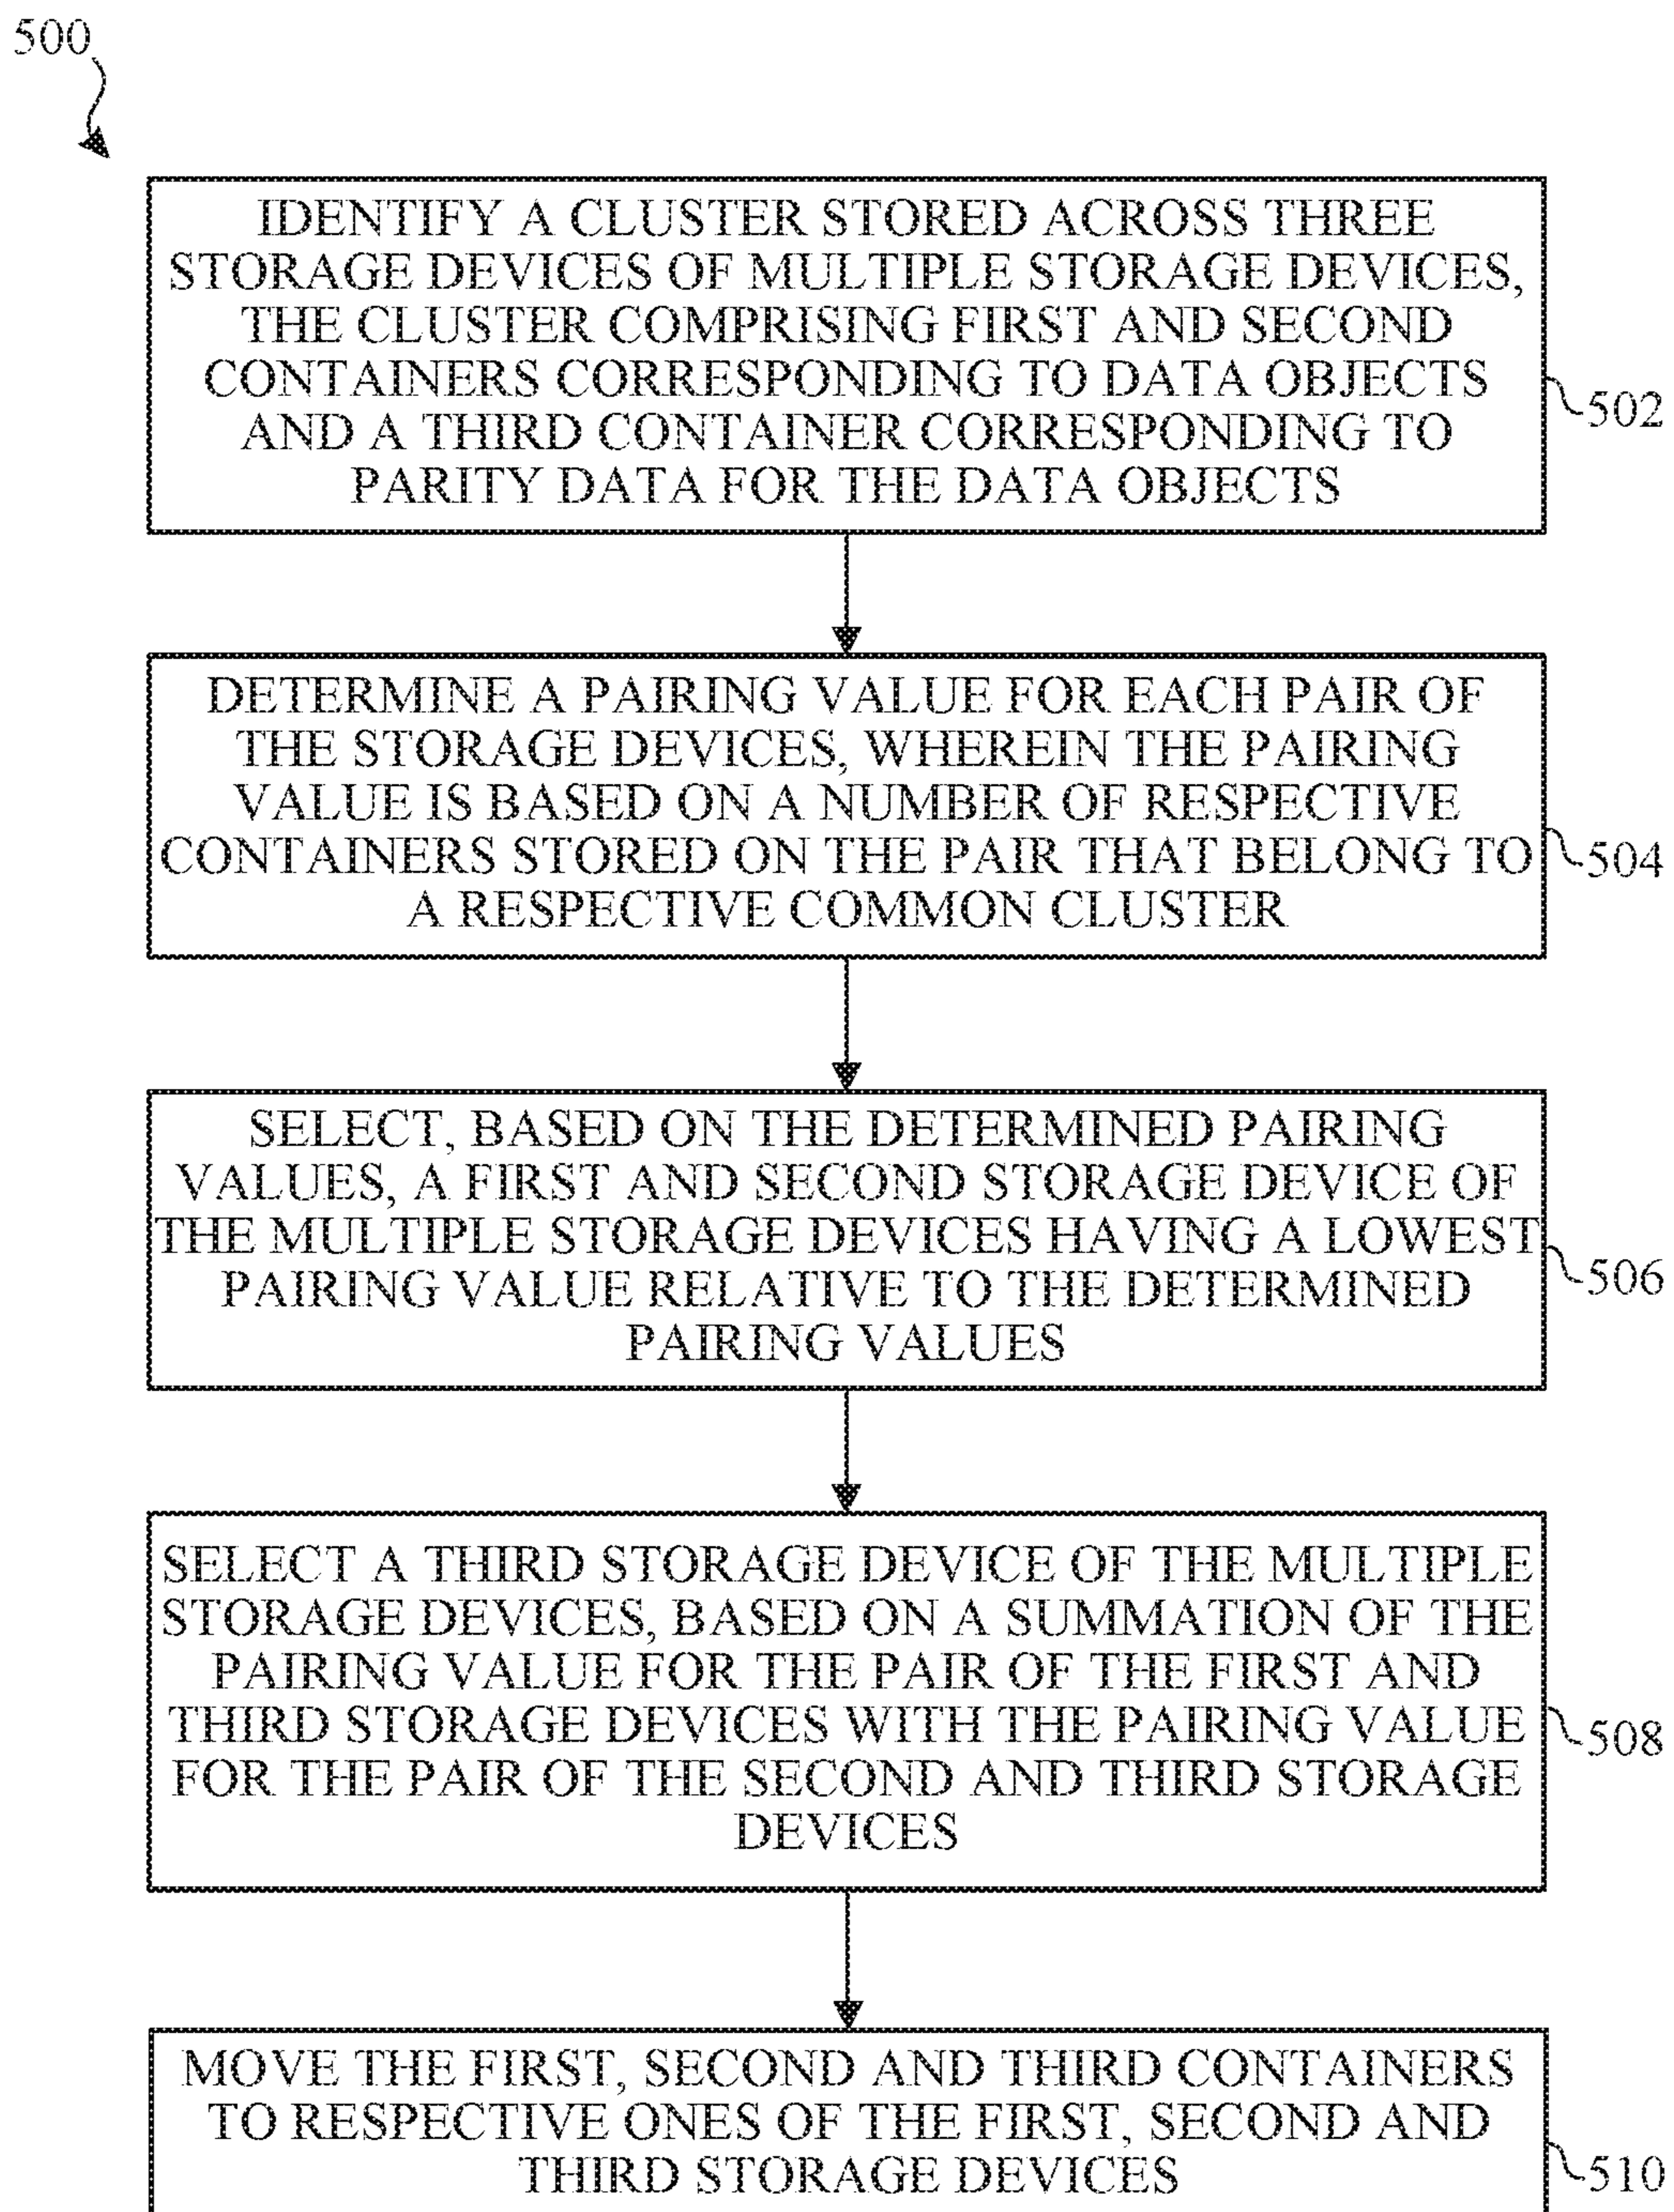 500
IDENTIFY A CLUSTER STORED ACROSS THREE
STORAGE DEVICES OF MULTIPLE STORAGE DEVICES,
THE CLUSTER COMPRISING FIRST AND SECOND
CONTAINERS CORRESPONDING TO DATA OBJECTS
AND A THIRD CONTAINER CORRESPONDING TO
PARITY DATA FOR THE DATA OBJECTS
502
DETERMINE A PAIRING VALUE FOR EACH PAIR OF
THE STORAGE DEVICES, WHEREIN THE PAIRING
VALUE IS BASED ON A NUMBER OF RESPECTIVE
CONTAINERS STORED ON THE PAIR THAT BELONG TO
A RESPECTIVE COMMON CLUSTER
504
SELECT, BASED ON THE DETERMINED PAIRING
VALUES, A FIRST AND SECOND STORAGE DEVICE OF
THE MULTIPLE STORAGE DEVICES HAVING A LOWEST
PAIRING VALUE RELATIVE TO THE DETERMINED
PAIRING VALUES
506
SELECT A THIRD STORAGE DEVICE OF THE MULTIPLE
STORAGE DEVICES, BASED ON A SUMMATION OF THE
PAIRING VALUE FOR THE PAIR OF THE FIRST AND
THIRD STORAGE DEVICES WITH THE PAIRING VALUE
FOR THE PAIR OF THE SECOND AND THIRD STORAGE
DEVICES
508
MOVE THE FIRST, SECOND AND THIRD CONTAINERS
TO RESPECTIVE ONES OF THE FIRST, SECOND AND
THIRD STORAGE DEVICES
510